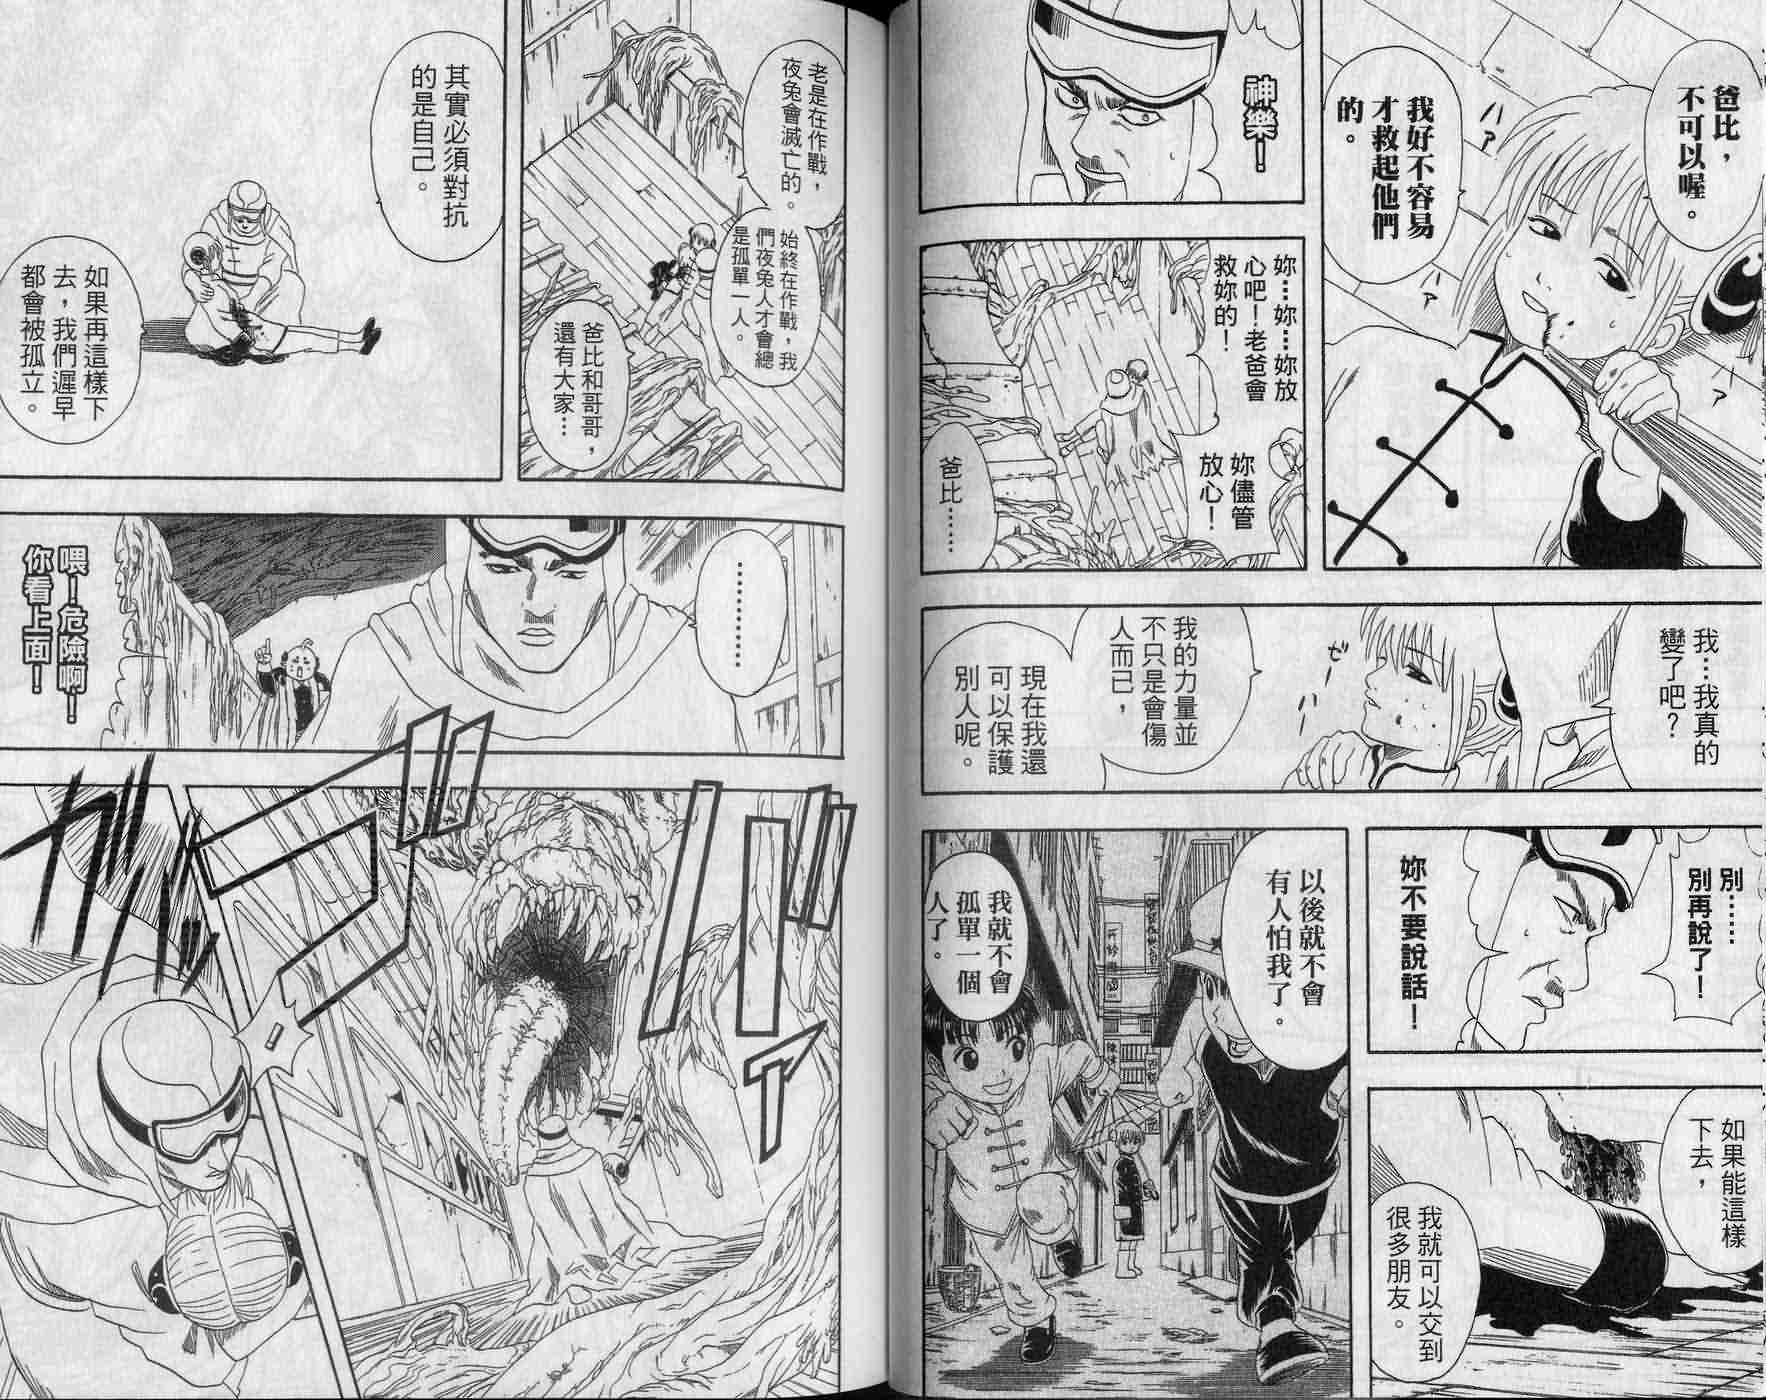 爸比，
不可以喔。
我好不容易
才救起他們
的。
ハァ
ハァ
ハァ
神樂！
妳…妳…妳放
心吧！老爸會
救妳的！
妳儘管
放心！
爸比……
我…我真的
變了吧？
ゼー
我的力量並
不只是會傷
人而已，
現在我還
可以保護
別人呢。
別……
別再說了！
妳不要說話！
如果能這樣
下去，
我就可以交到
很多朋友。
以後就不會
有人怕我了。
我就不會
孤單一個
人了。
老是在作戰，
夜兔會滅亡的。
始終在作戰，我
們夜兔人才會總
是孤單一人。
爸比和哥哥，
還有大家…
其實必須對抗
的是自己。
如果再這樣下
去，我們遲早
都會被孤立。
…………
喂！危險啊！
你看上面！